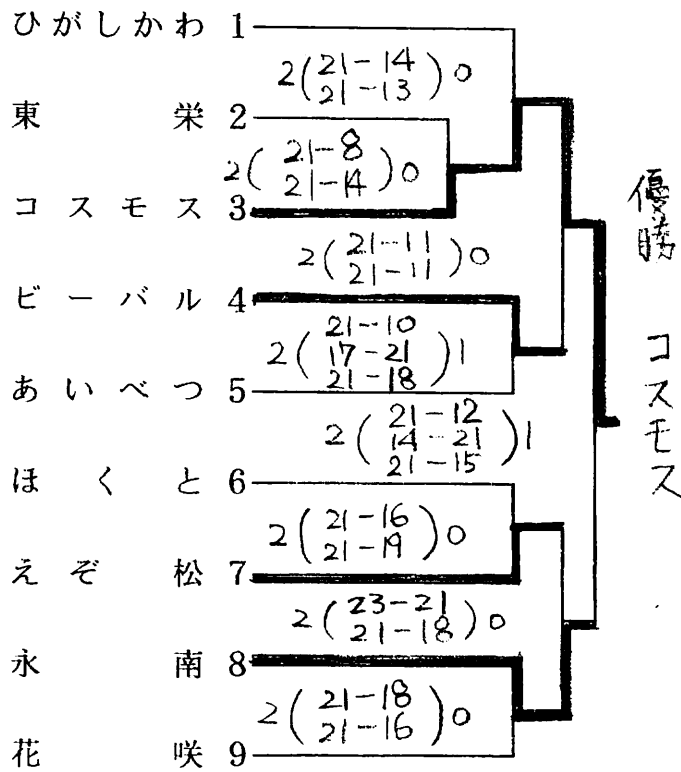 ひがしかわ 1
2(21-14 21-13)0
東栄 2
2(21-8 21-14)0
コスモス 3
2(21-11 21-11)0
ビーバル 4
2(21-10 17-21 21-18)1
あいべつ 5
2(21-12 14-21 21-15)1
ほくと 6
2(21-16 21-19)0
えぞ松 7
2(23-21 21-18)0
永南 8
2(21-18 21-16)0
花咲 9
優勝 コスモス